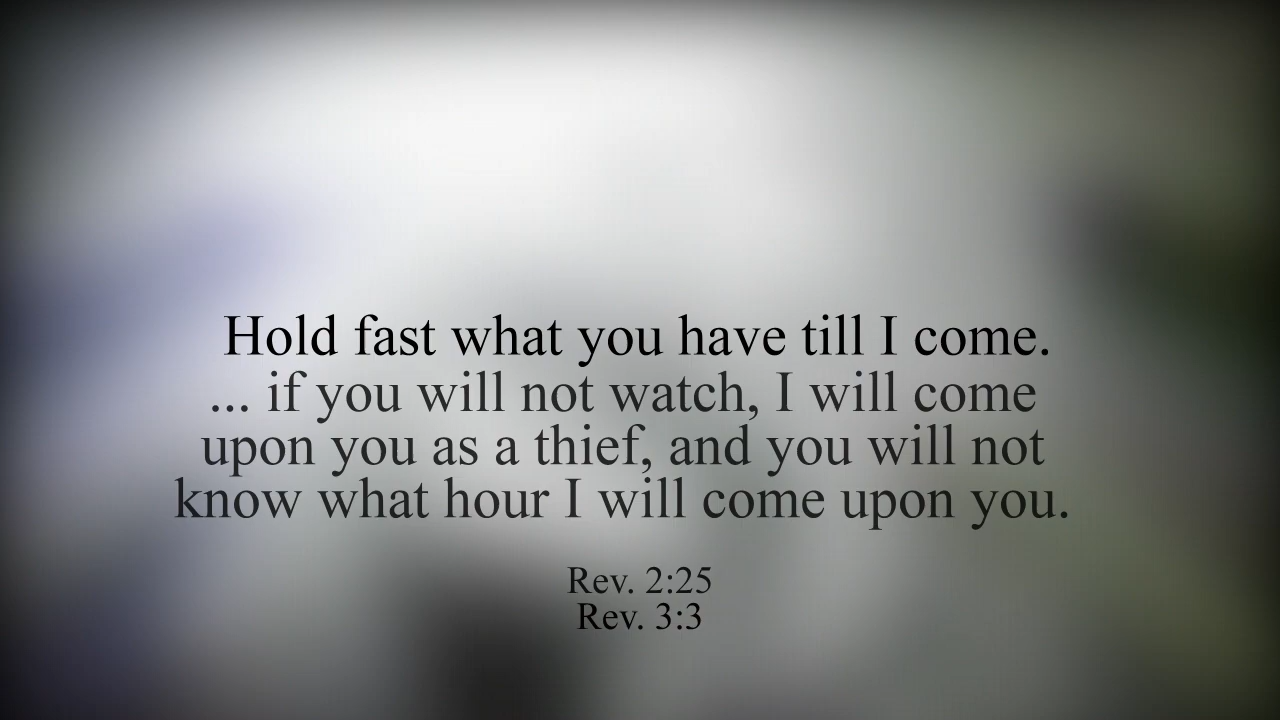 Hold fast what you have till I come.
... if you will not watch, I will come
upon you as a thief, and you will not
know what hour I will come upon you.
Rev. 2:25
Rev. 3:3